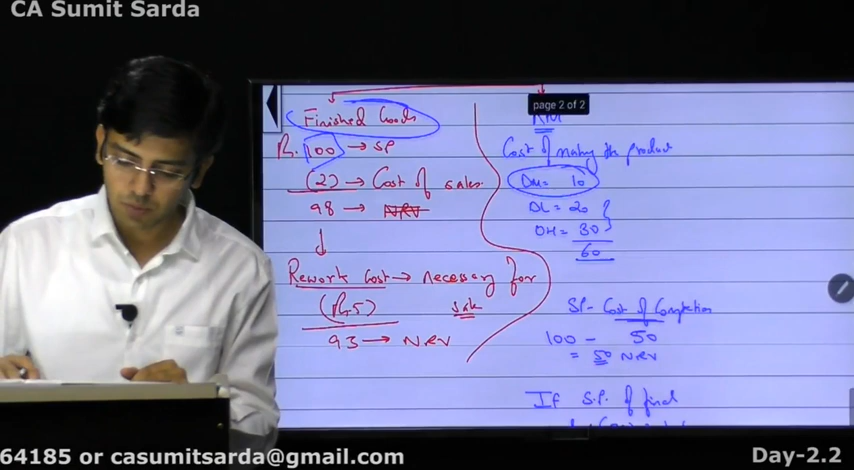 CA Sumit Sarda
page 2 of 2
Finished Goods
R. 100 → SP
(2) → Cost of sales
98 → NRV
Rework cost → necessary for
(R.5) sale
93 → NRV
RM
Cost of making the product
DM = 10
DL = 20
OH = 30
60
SP - Cost of Completion
100 - 50
= 50 NRV
If S.P. of final
64185 or casumitsarda@gmail.com
Day-2.2